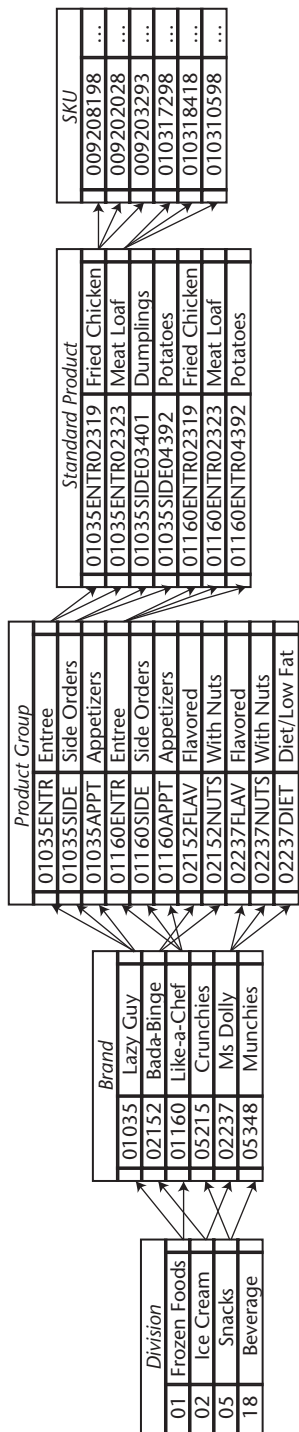 Division
01 Frozen Foods
02 Ice Cream
05 Snacks
18 Beverage
Brand
01035 Lazy Guy
02152 Bada-Binge
01160 Like-a-Chef
05215 Crunchies
02237 Ms Dolly
05348 Munchies
Product Group
01035ENTR Entree
01035SIDE Side Orders
01035APPT Appetizers
01160ENTR Entree
01160SIDE Side Orders
01160APPT Appetizers
02152FLAV Flavored
02152NUTS With Nuts
02237FLAV Flavored
02237NUTS With Nuts
02237DIET Diet/Low Fat
Standard Product
01035ENTR02319 Fried Chicken
01035ENTR02323 Meat Loaf
01035SIDE03401 Dumplings
01035SIDE04392 Potatoes
01160ENTR02319 Fried Chicken
01160ENTR02323 Meat Loaf
01160ENTR04392 Potatoes
SKU
009208198 ...
009202028 ...
009203293 ...
010317298 ...
010318418 ...
010310598 ...